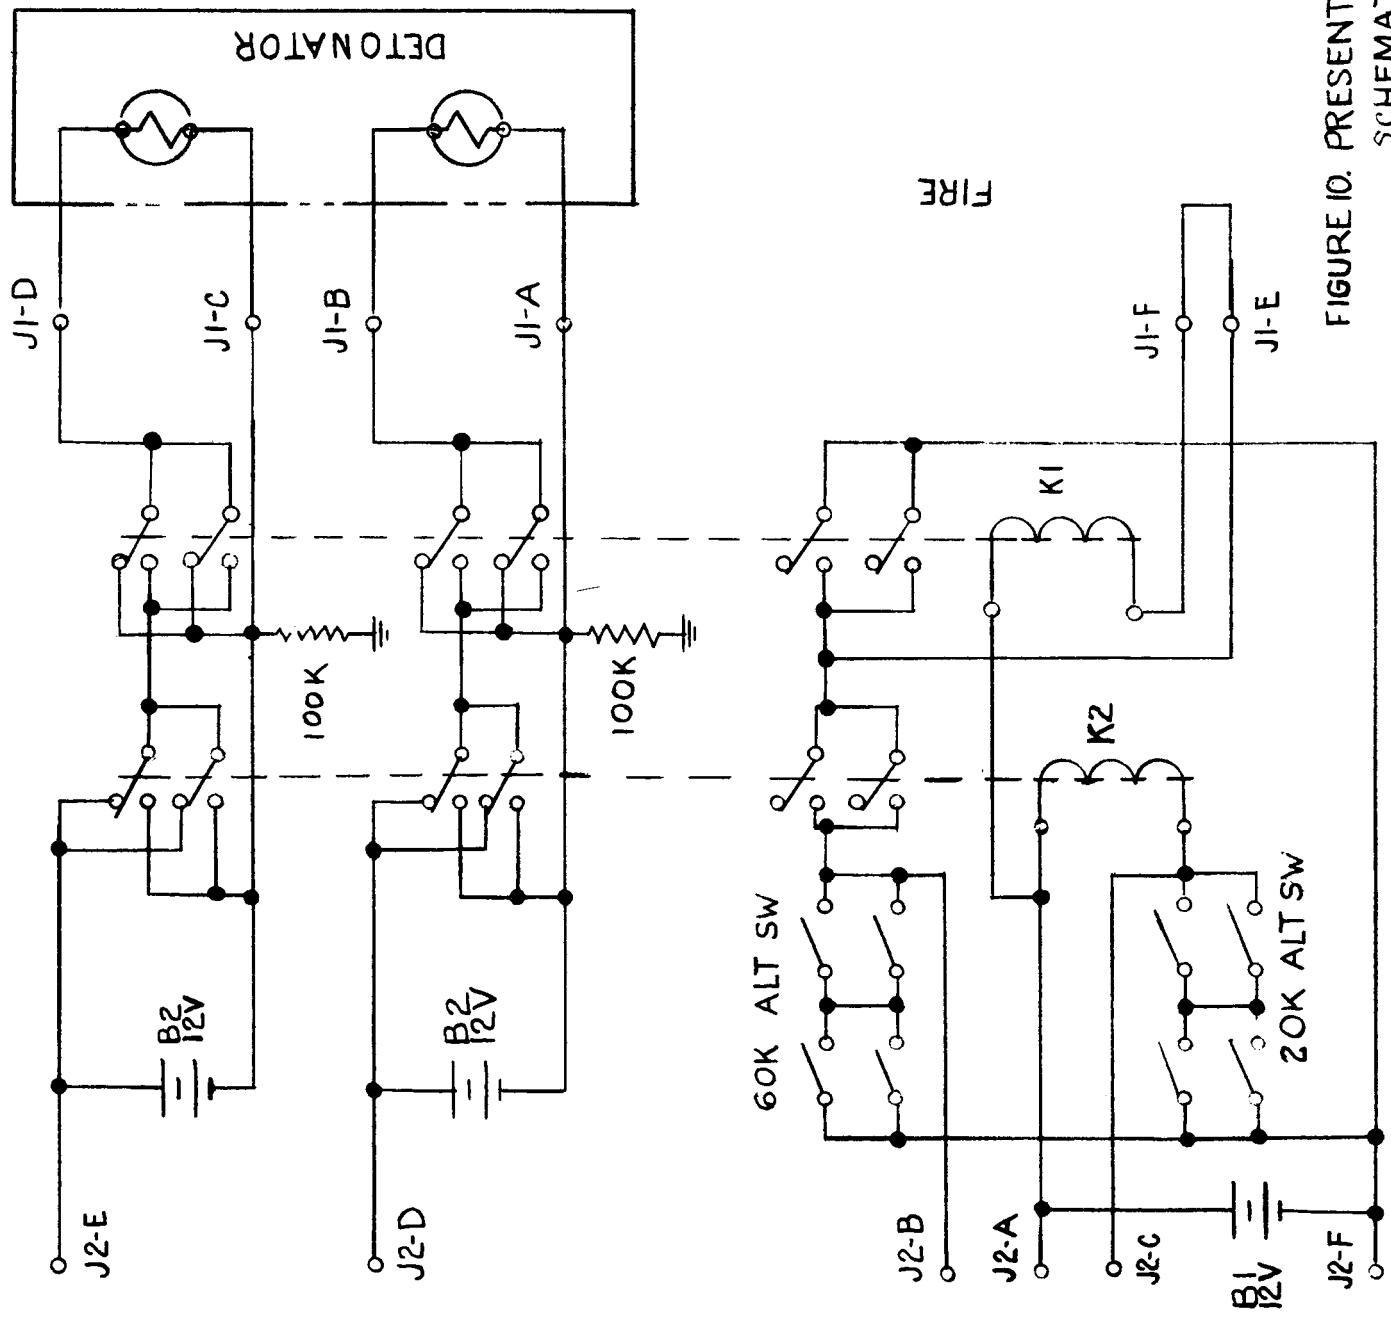 DETONATOR
J1-D
J1-C
J1-B
J1-A
100K
100K
B2
12V
B2
12V
J2-E
J2-D
FIRE
J1-F
J1-E
K1
K2
60K ALT SW
20K ALT SW
J2-B
J2-A
J2-C
B1
12V
J2-F
FIGURE 10. PRESENT
SCHEMAT